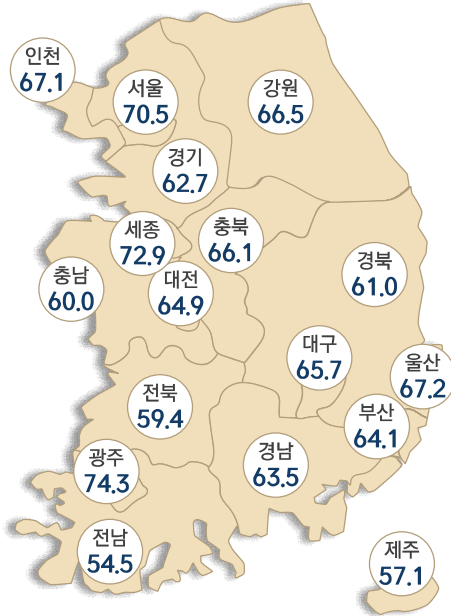 인천
67.1
서울
70.5
강원
66.5
경기
62.7
세종
72.9
충북
66.1
충남
60.0
대전
64.9
경북
61.0
대구
65.7
울산
67.2
전북
59.4
부산
64.1
광주
74.3
경남
63.5
전남
54.5
제주
57.1